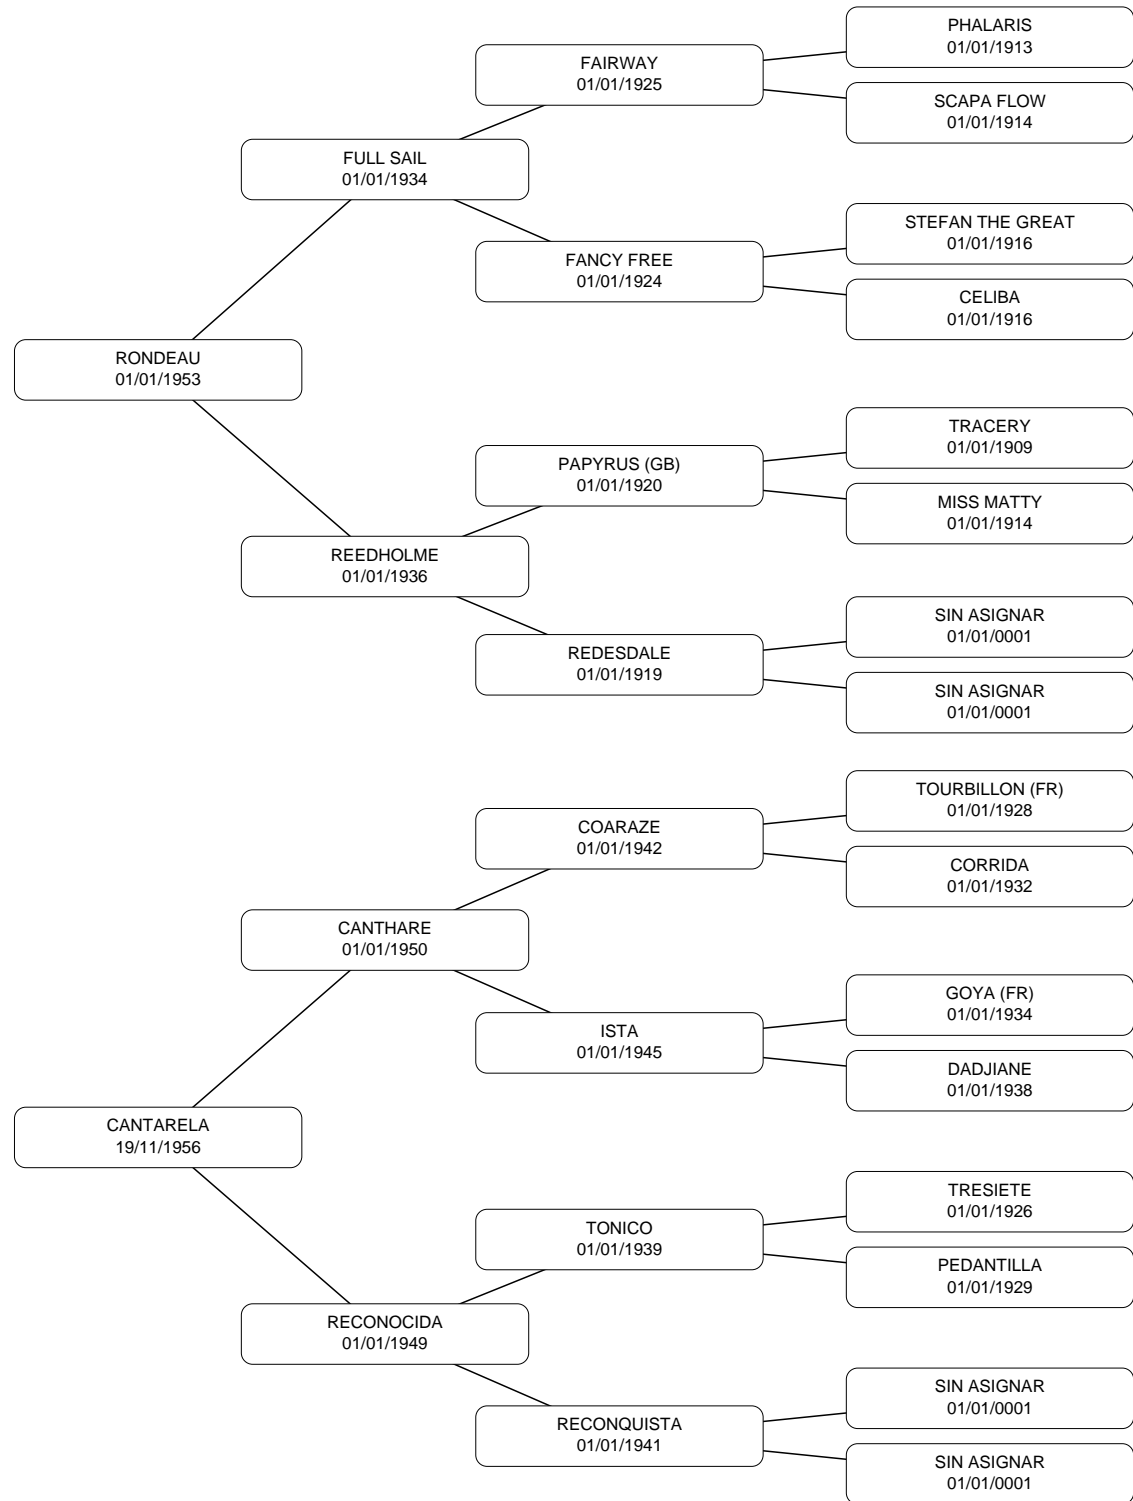 PHALARIS
01/01/1913
FAIRWAY
01/01/1925
SCAPA FLOW
01/01/1914
FULL SAIL
01/01/1934
STEFAN THE GREAT
01/01/1916
FANCY FREE
01/01/1924
CELIBA
01/01/1916
RONDEAU
01/01/1953
TRACERY
01/01/1909
PAPYRUS (GB)
01/01/1920
MISS MATTY
01/01/1914
REEDHOLME
01/01/1936
SIN ASIGNAR
01/01/0001
REDESDALE
01/01/1919
SIN ASIGNAR
01/01/0001
TOURBILLON (FR)
01/01/1928
COARAZE
01/01/1942
CORRIDA
01/01/1932
CANTHARE
01/01/1950
GOYA (FR)
01/01/1934
ISTA
01/01/1945
DADJIANE
01/01/1938
CANTARELA
19/11/1956
TRESIETE
01/01/1926
TONICO
01/01/1939
PEDANTILLA
01/01/1929
RECONOCIDA
01/01/1949
SIN ASIGNAR
01/01/0001
RECONQUISTA
01/01/1941
SIN ASIGNAR
01/01/0001